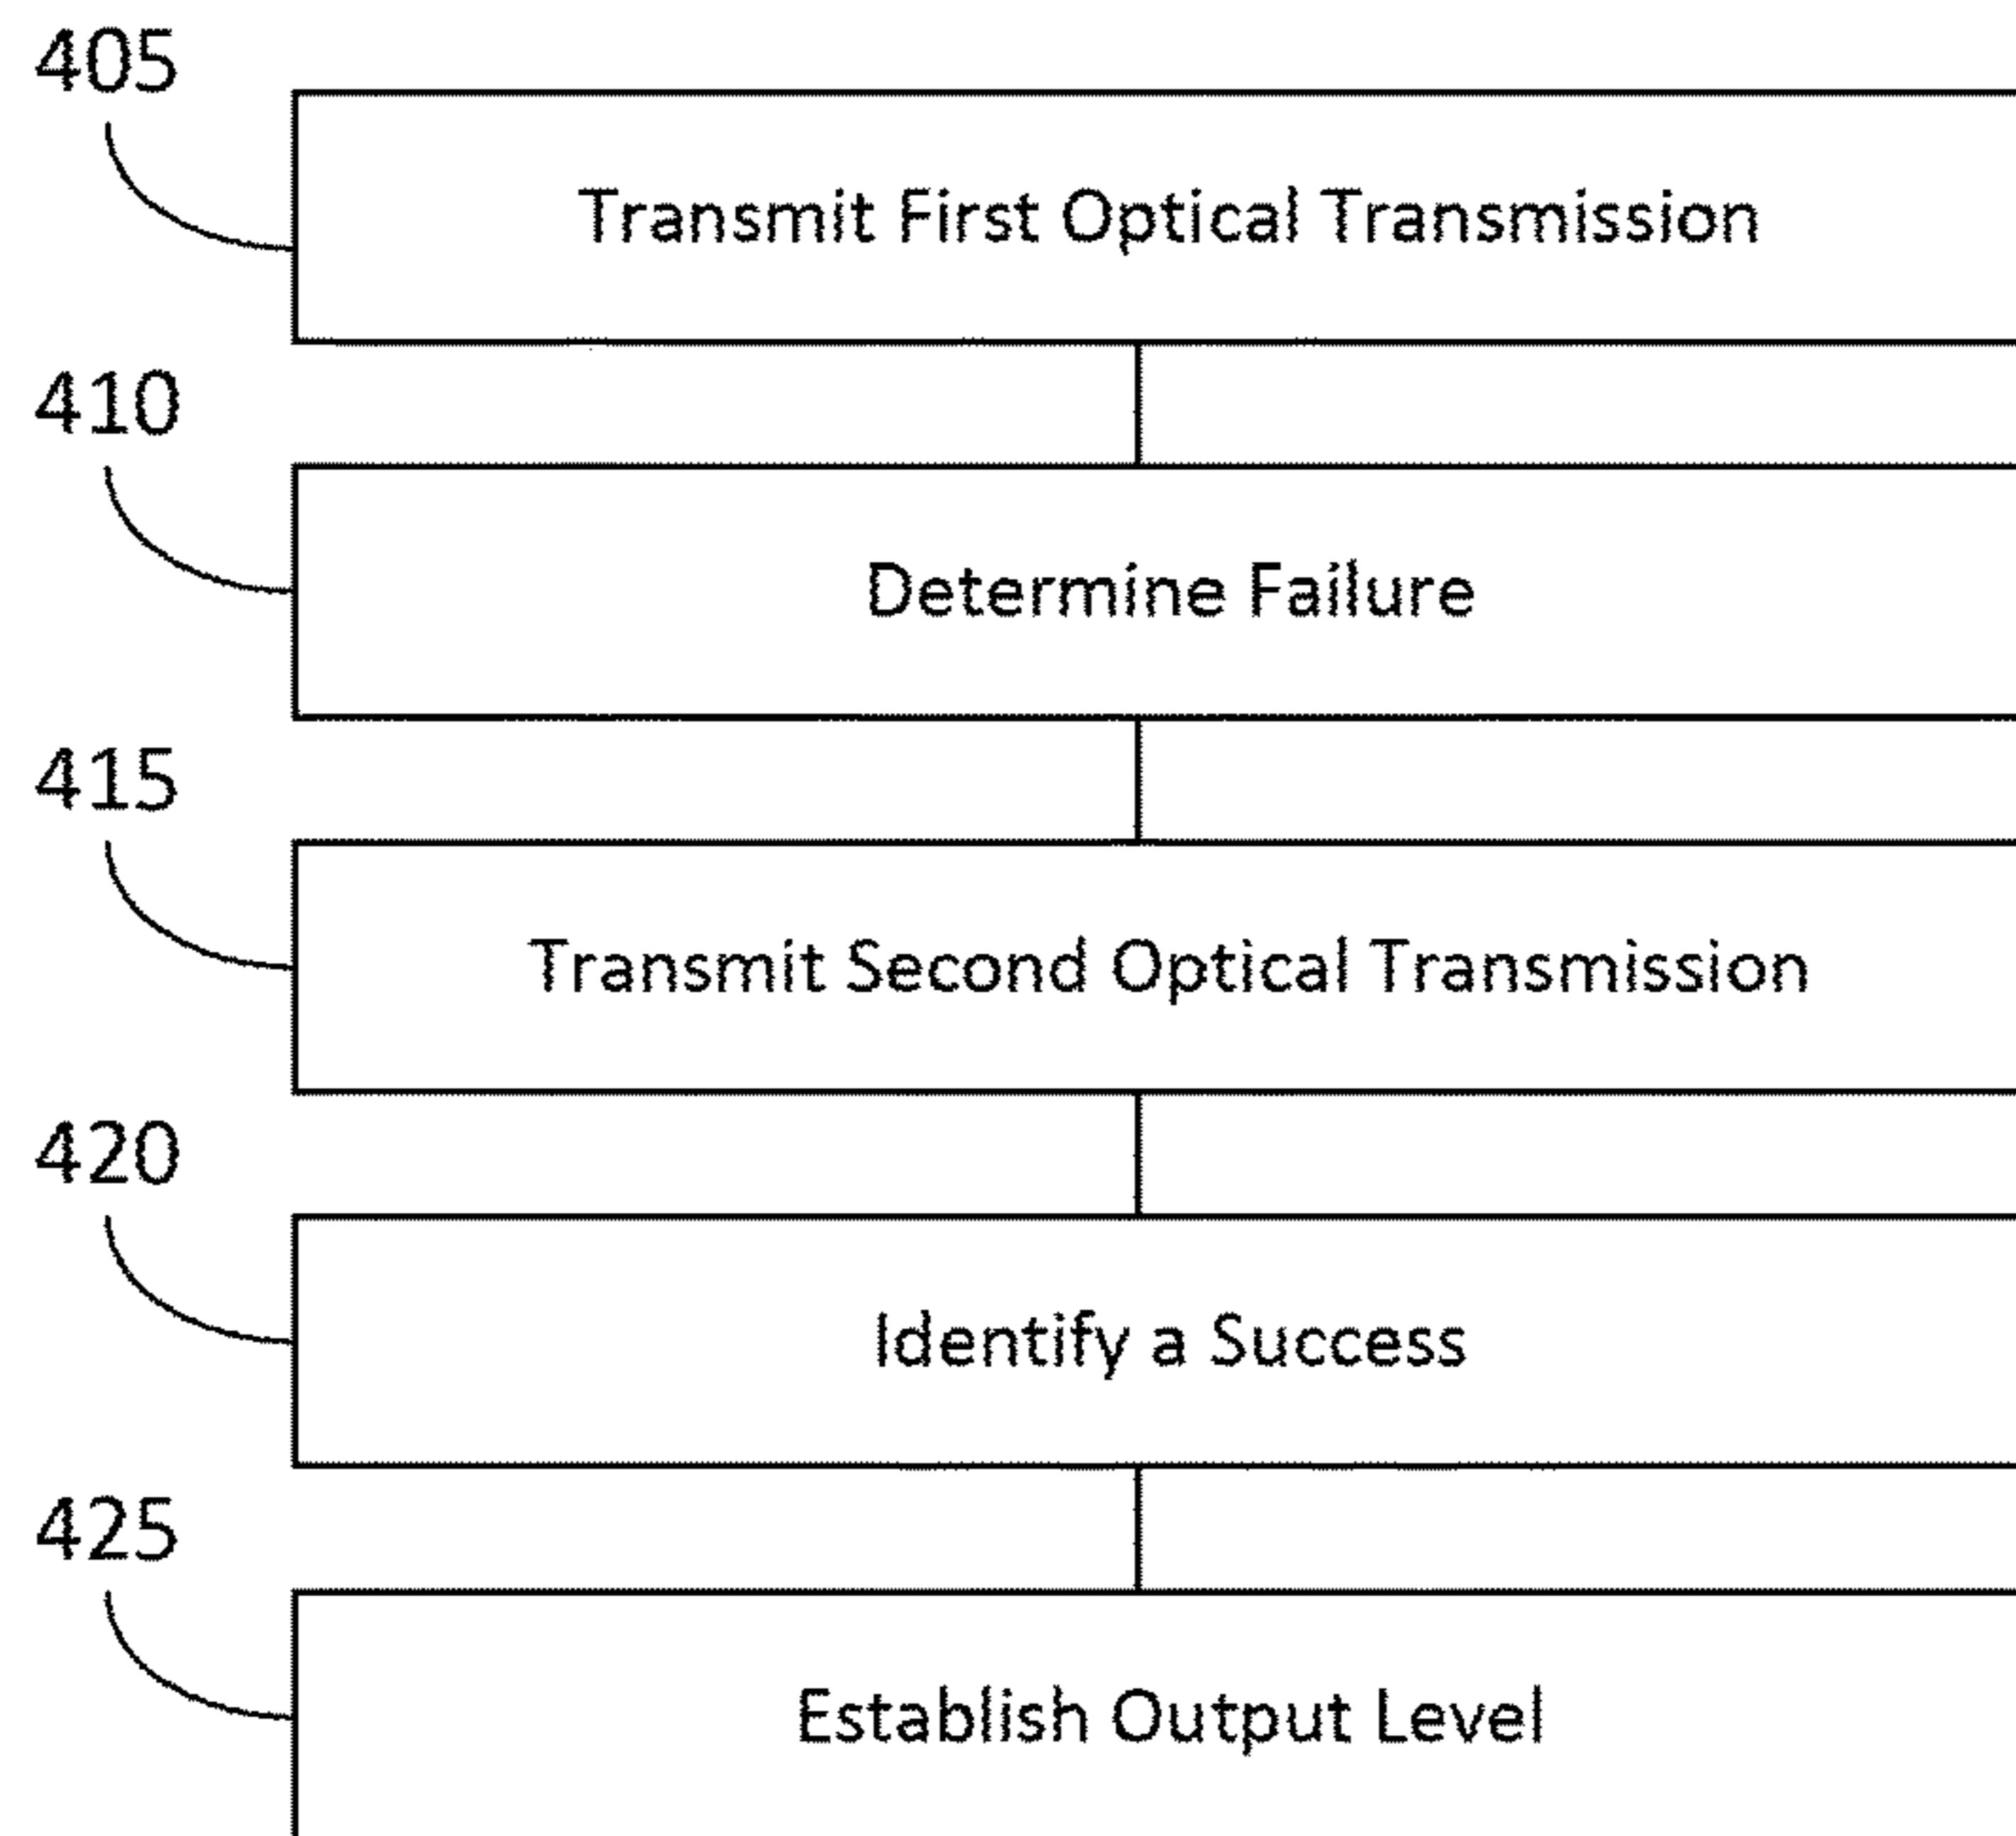 405
Transmit First Optical Transmission
410
Determine Failure
415
Transmit Second Optical Transmission
420
Identify a Success
425
Establish Output Level